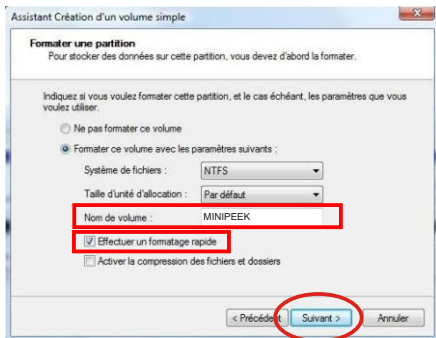 Assistant Création d'un volume simple
Formater une partition
Pour stocker des données sur cette partition, vous devez d'abord la formater.
Indiquez si vous voulez formater cette partition, et le cas échéant, les paramètres que vous
voulez utiliser.
Ne pas formater ce volume
Formater ce volume avec les paramètres suivants :
Système de fichiers : NTFS
Taille d'unité d'allocation : Par défaut
Nom de volume : MINIPEEK
Effectuer un formatage rapide
Activer la compression des fichiers et dossiers
< Précédent Suivant > Annuler